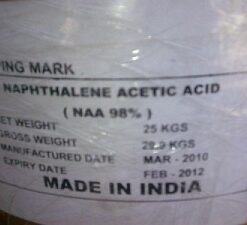 ING MARK
NAPHTHALENE ACETIC ACID
( NAA 98% )
ET WEIGHT 25 KGS
GROSS WEIGHT KGS
MANUFACTURED DATE MAR - 2010
EXPIRY DATE FEB - 2012
MADE IN INDiA